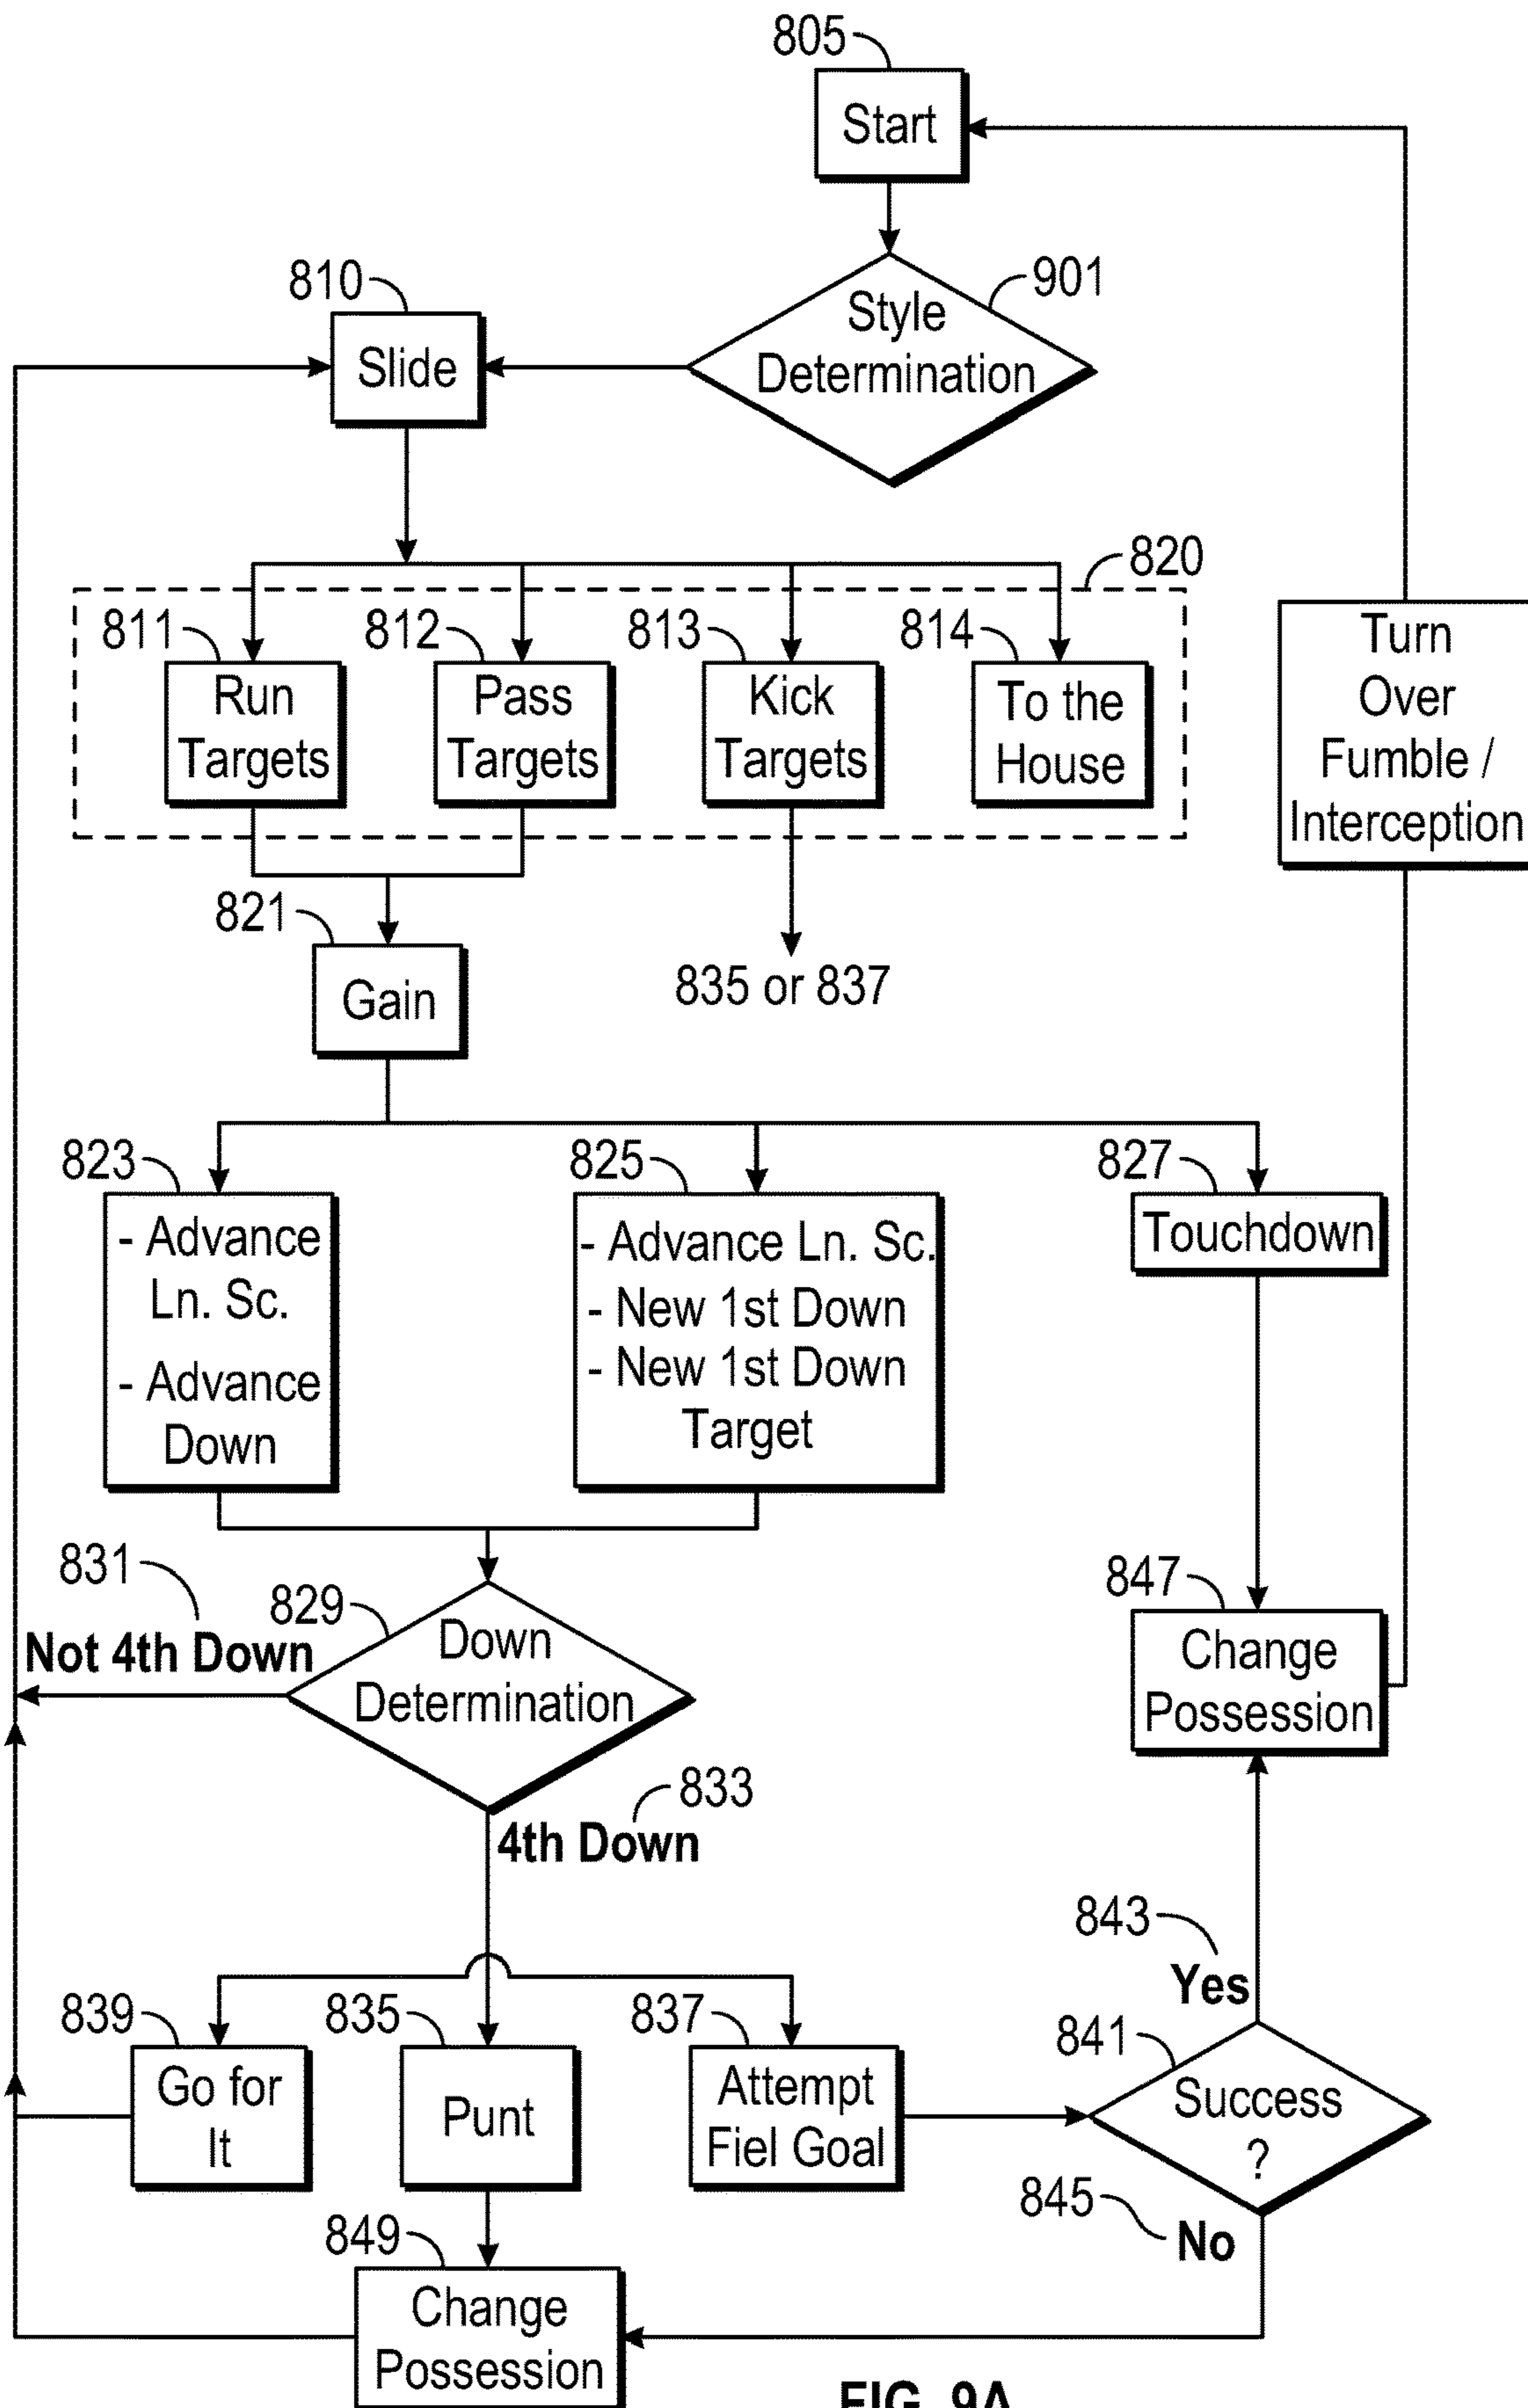 805
Start
901
Style
Determination
810
Slide
820
811
812
813
814
Run
Targets
Pass
Targets
Kick
Targets
To the
House
Turn
Over
Fumble /
Interception
821
Gain
835 or 837
823
- Advance
Ln. Sc.
- Advance
Down
825
- Advance Ln. Sc.
- New 1st Down
- New 1st Down
Target
827
Touchdown
831
Not 4th Down
829
Down
Determination
847
Change
Possession
833
4th Down
843
Yes
839
Go for
It
835
Punt
837
Attempt
Fiel Goal
841
Success
?
845
No
849
Change
Possession
FIG. 9A